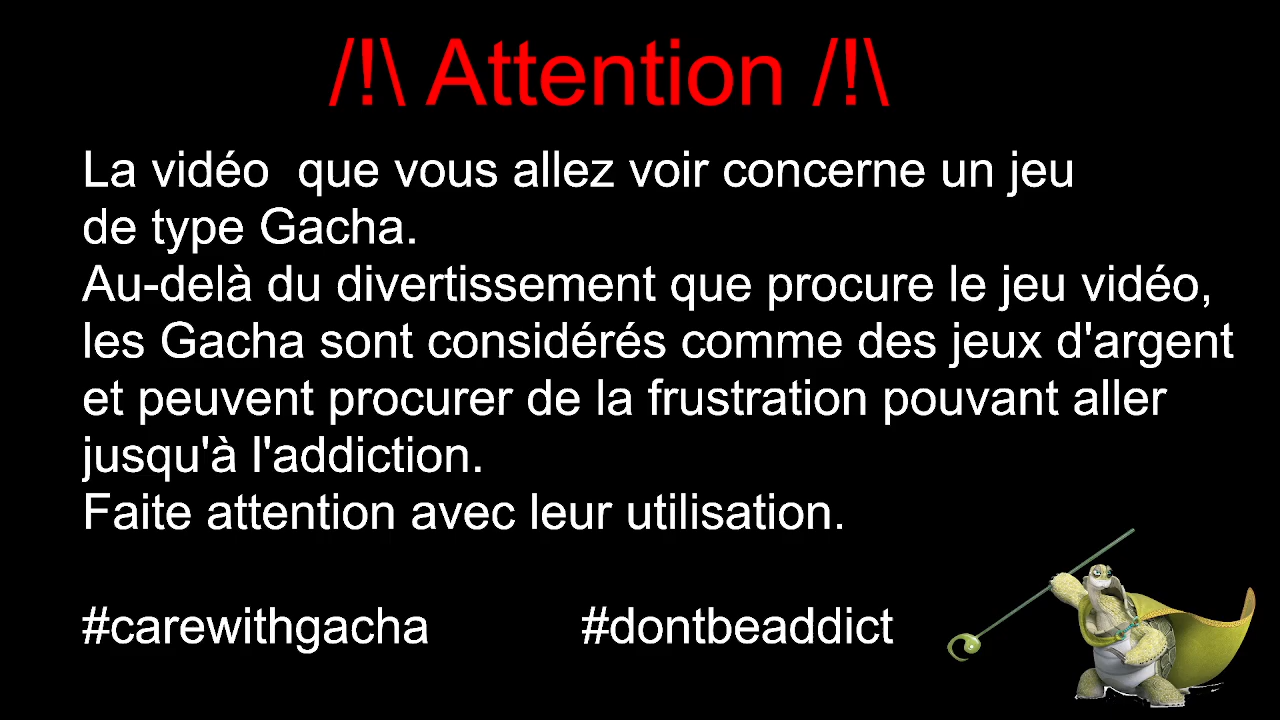 /!\ Attention /!\
La vidéo  que vous allez voir concerne un jeu
de type Gacha.
Au-delà du divertissement que procure le jeu vidéo,
les Gacha sont considérés comme des jeux d'argent
et peuvent procurer de la frustration pouvant aller
jusqu'à l'addiction.
Faite attention avec leur utilisation.
#carewithgacha #dontbeaddict